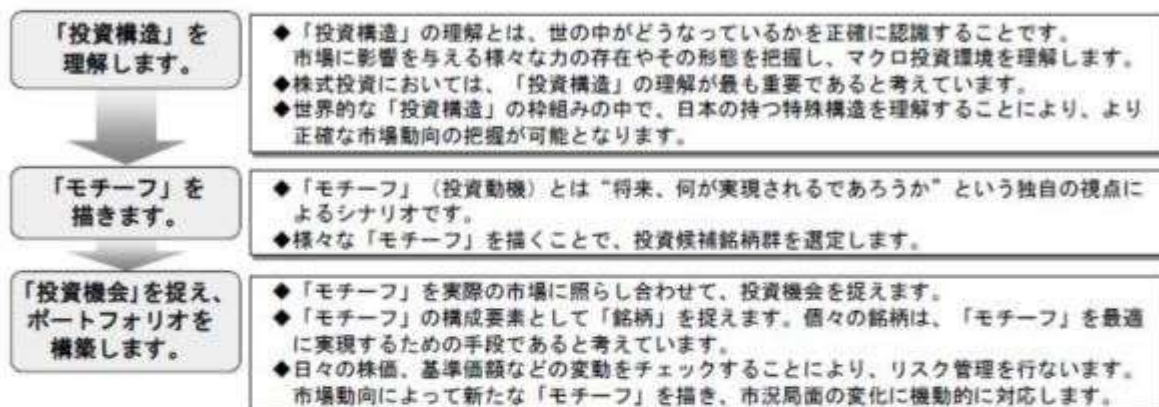 「投資構造」を
理解します。
◆「投資構造」の理解とは、世の中がどうなっているかを正確に認識することです。
市場に影響を与える様々な力の存在やその形態を把握し、マクロ投資環境を理解します。
◆株式投資においては、「投資構造」の理解が最も重要であると考えています。
◆世界的な「投資構造」の枠組みの中で、日本の持つ特殊構造を理解することにより、より
正確な市場動向の把握が可能となります。
「モチーフ」を
描きます。
◆「モチーフ」（投資動機）とは“将来、何が実現されるであろうか”という独自の視点に
よるシナリオです。
◆様々な「モチーフ」を描くことで、投資候補銘柄群を選定します。
「投資機会」を捉え、
ポートフォリオを
構築します。
◆「モチーフ」を実際の市場に照らし合わせて、投資機会を捉えます。
◆「モチーフ」の構成要素として「銘柄」を捉えます。個々の銘柄は、「モチーフ」を最適
に実現するための手段であると考えています。
◆日々の株価、基準価額などの変動をチェックすることにより、リスク管理を行ないます。
市場動向によって新たな「モチーフ」を描き、市況局面の変化に機動的に対応します。